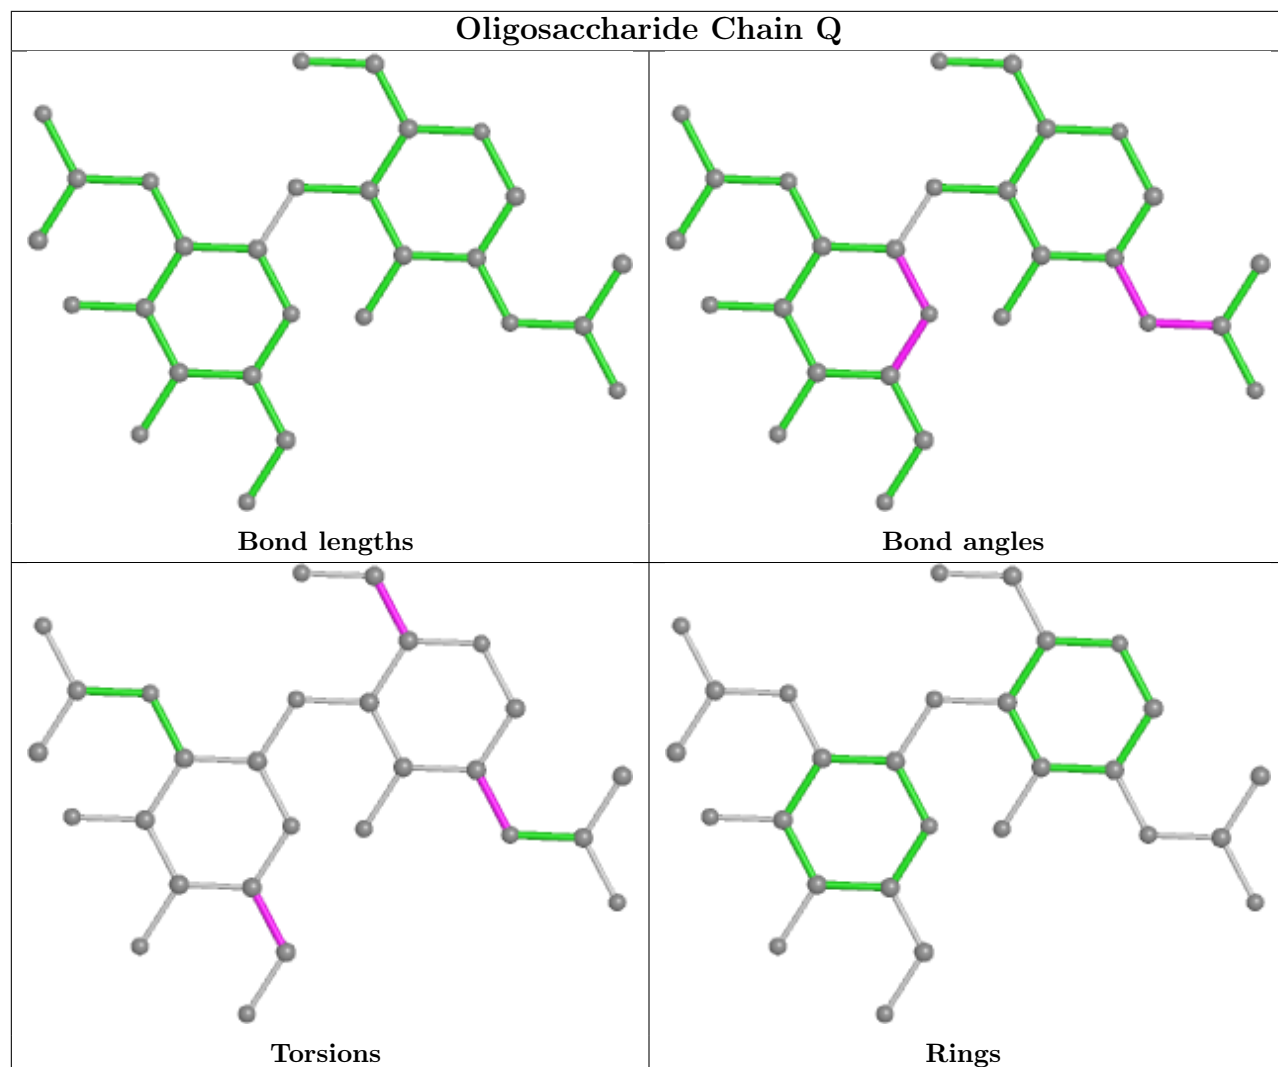 Oligosaccharide Chain Q
Bond lengths
Bond angles
Torsions
Rings